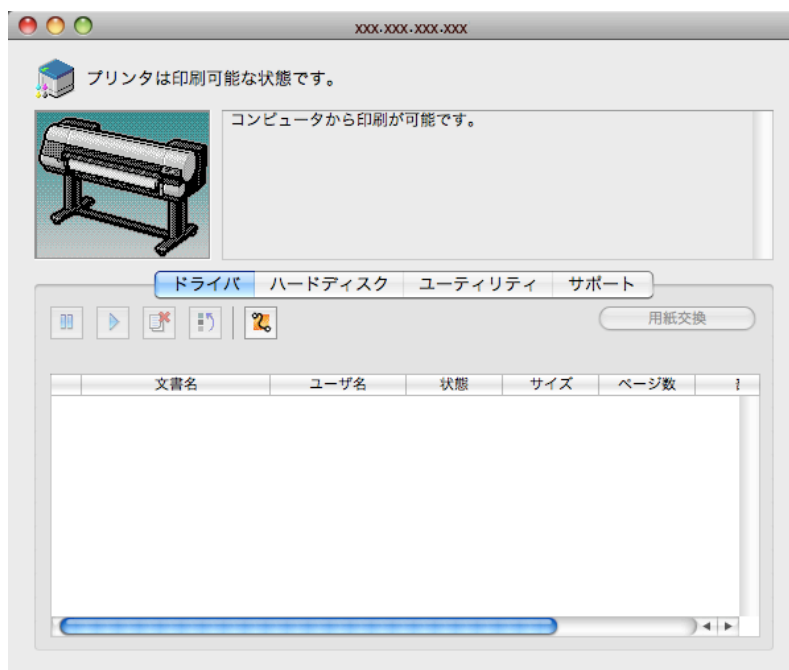 xxx.xxx.xxx.xxx
プリンタは印刷可能な状態です。
コンピュータから印刷が可能です。
ドライバ ハードディスク ユーティリティ サポート
用紙交換
文書名 ユーザ名 状態 サイズ ページ数